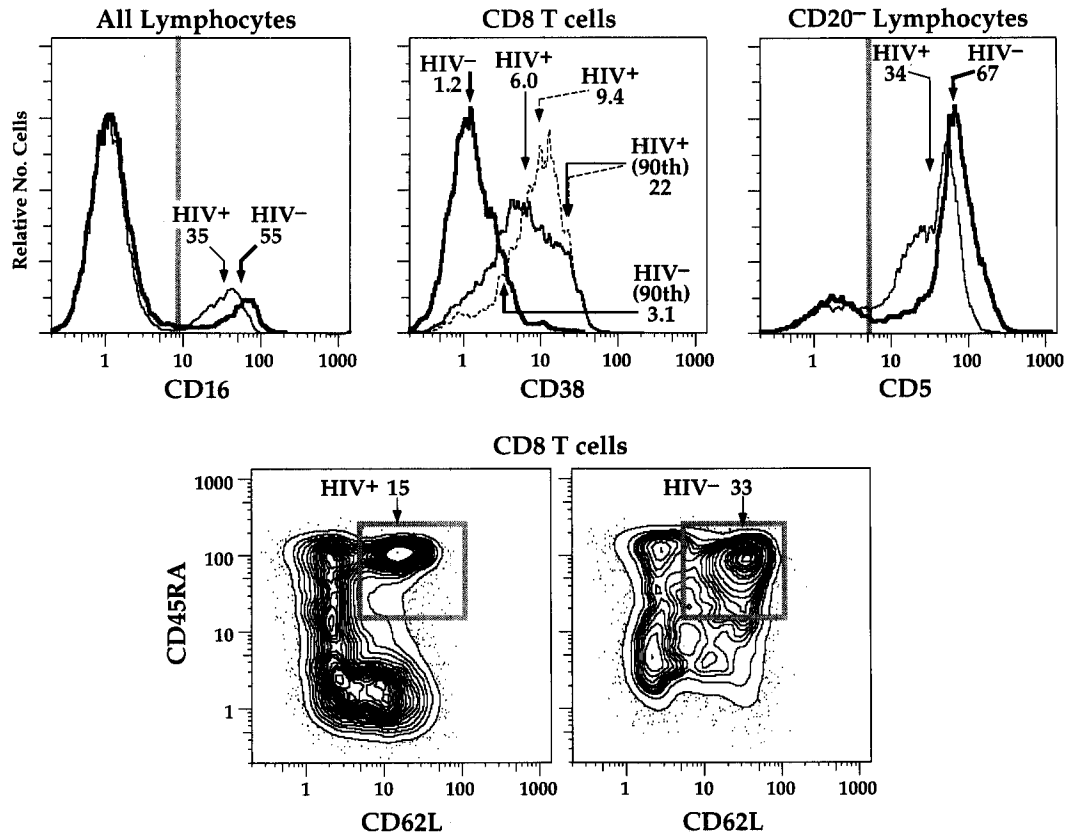 All Lymphocytes
CD8 T cells
CD20– Lymphocytes
Relative No. Cells
HIV+
35
HIV–
55
1 10 100 1000
CD16
HIV–
1.2
HIV+
6.0
HIV+
9.4
HIV+
(90th)
22
HIV–
(90th)
3.1
1 10 100 1000
CD38
HIV+
34
HIV–
67
1 10 100 1000
CD5
CD8 T cells
HIV+ 15
HIV– 33
CD45RA
1000
100
10
1
1 10 100 1000
CD62L
1 10 100 1000
CD62L